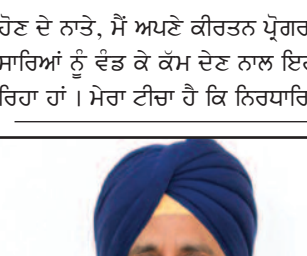 ਹੋਣ ਦੇ ਨਾਤੇ, ਮੈਂ ਅਪਣੇ ਕੀਰਤਨ
ਸਾਰਿਆਂ ਨੂੰ ਵੰਡ ਕੇ ਕੱਮ ਦੇਣ ਨਾਲ
ਰਿਹਾ ਹਾਂ । ਮੇਰਾ ਟੀਚਾ ਹੈ ਕਿ